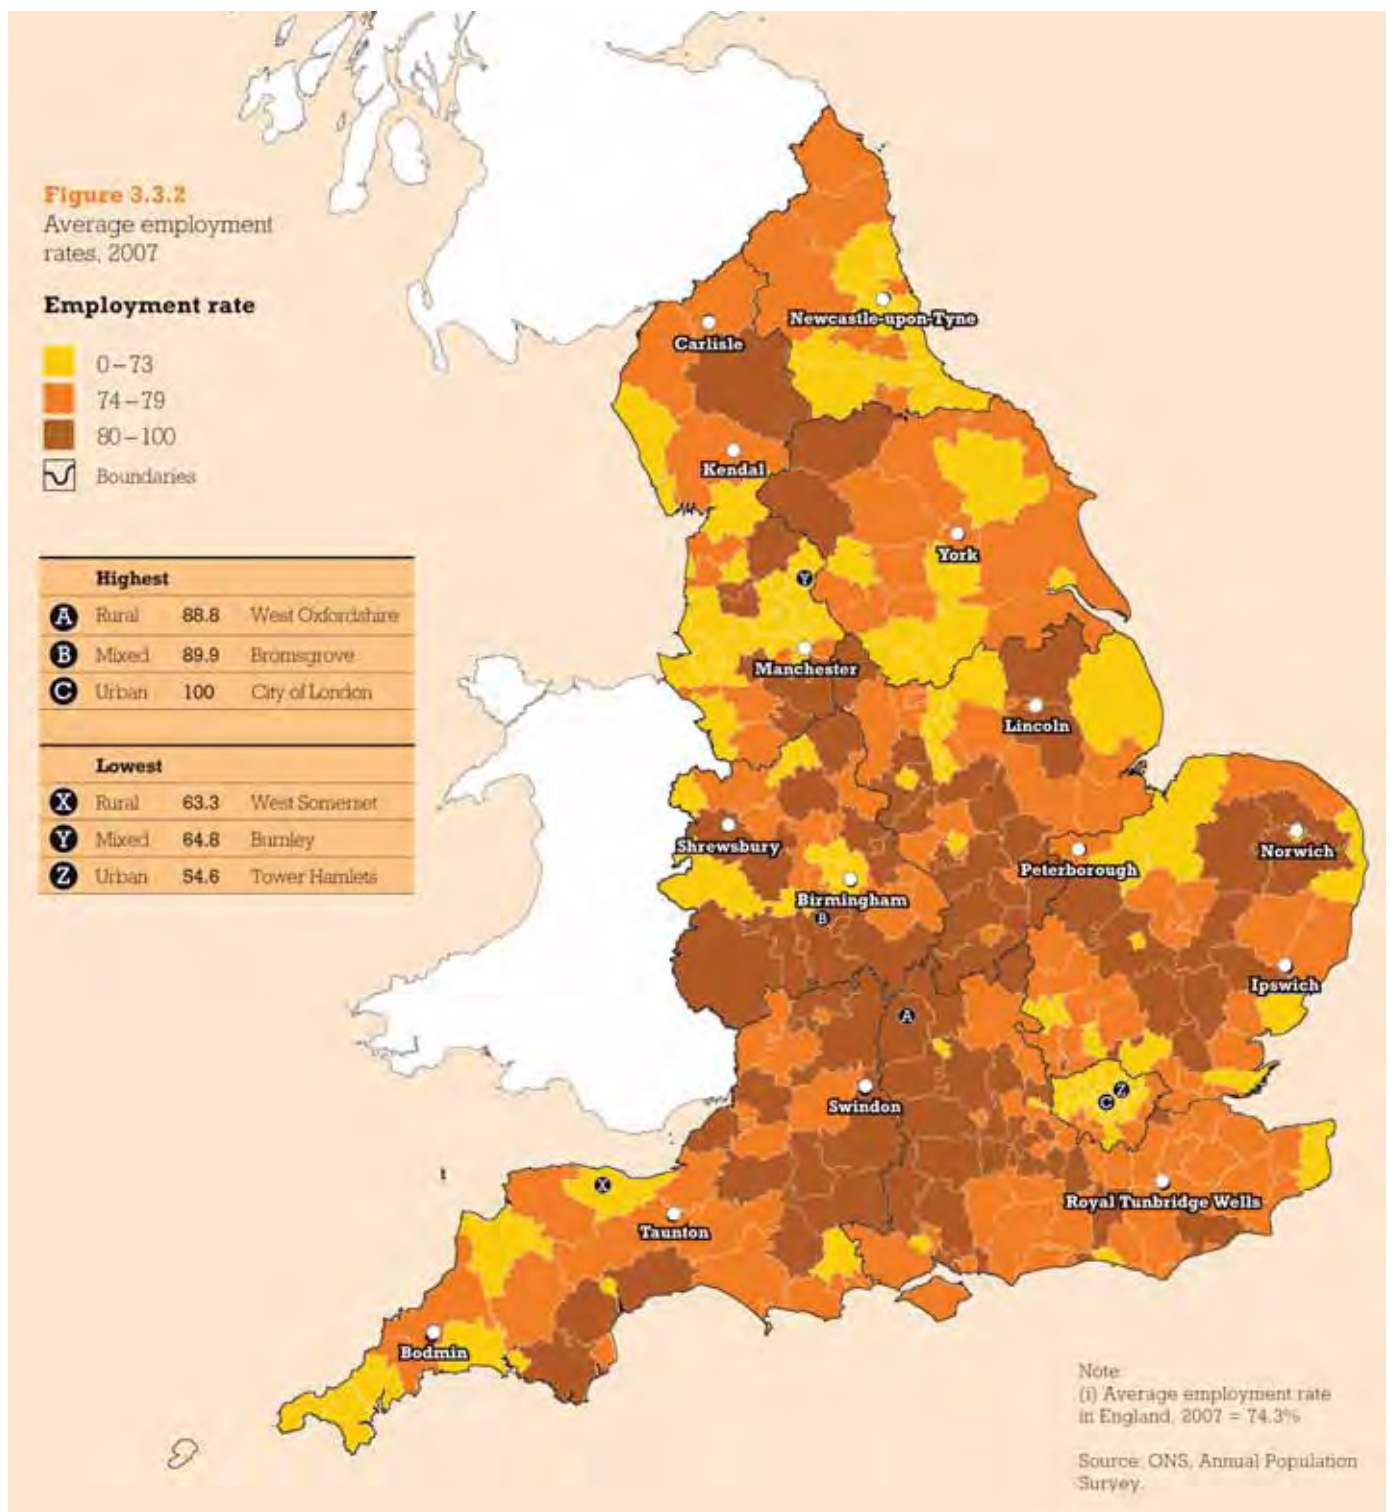 Figure 3.3.2
Average employment
rates, 2007
Employment rate
0–73
74–79
80–100
Boundaries
Highest
A Rural 88.8 West Oxfordshire
B Mixed 89.9 Bromsgrove
C Urban 100 City of London
Lowest
X Rural 63.3 West Somerset
Y Mixed 64.8 Burnley
Z Urban 54.6 Tower Hamlets
Newcastle-upon-Tyne
Carlisle
Kendal
York
Y
Manchester
Lincoln
Shrewsbury
Norwich
Peterborough
Birmingham
B
Ipswich
A
Swindon
Z
C
X
Royal Tunbridge Wells
Taunton
Bodmin
Note:
(i) Average employment rate
in England, 2007 = 74.3%
Source: ONS, Annual Population
Survey.